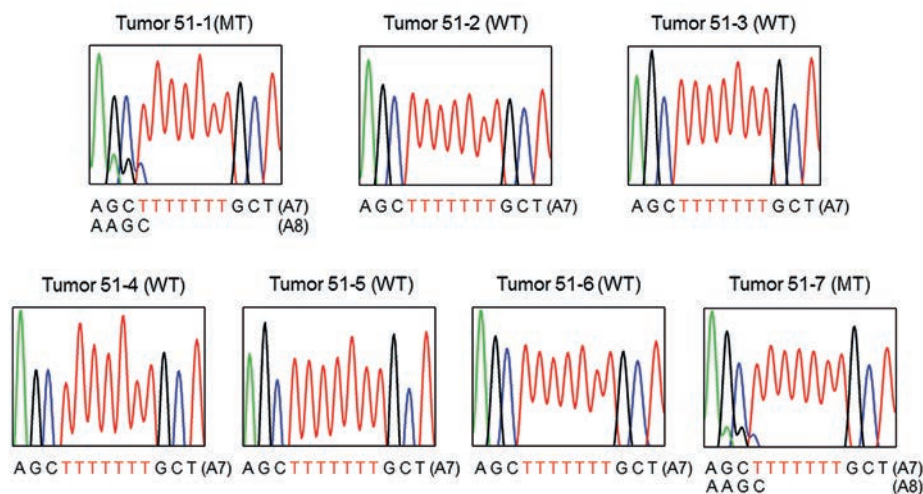 Tumor 51-1(MT)
Tumor 51-2 (WT)
Tumor 51-3 (WT)
AGCTTTTTTTGCT(A7)
AAGC (A8)
AGCTTTTTTTGCT(A7)
AGCTTTTTTTGCT(A7)
Tumor 51-4 (WT)
Tumor 51-5 (WT)
Tumor 51-6 (WT)
Tumor 51-7 (MT)
AGCTTTTTTTGCT(A7)
AGCTTTTTTTGCT(A7)
AGCTTTTTTTGCT(A7)
AGCTTTTTTTGCT(A7)
AAGC (A8)